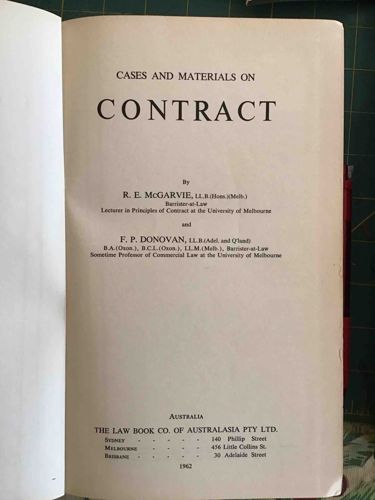 CASES AND MATERIALS ON
CONTRACT
By
R. E. McGARVIE, LL.B.(Hons.)(Melb.)
Barrister-at-Law
Lecturer in Principles of Contract at the University of Melbourne
and
F. P. DONOVAN, LL.B.(Adel. and Q'land)
B.A.(Oxon.), B.C.L.(Oxon.), LL.M.(Melb.), Barrister-at-Law
Sometime Professor of Commercial Law at the University of Melbourne
AUSTRALIA
THE LAW BOOK CO. OF AUSTRALASIA PTY LTD.
SYDNEY - - - - - 140 Phillip Street
MELBOURNE - - - - 456 Little Collins St.
BRISBANE - - - - - 30 Adelaide Street
1962